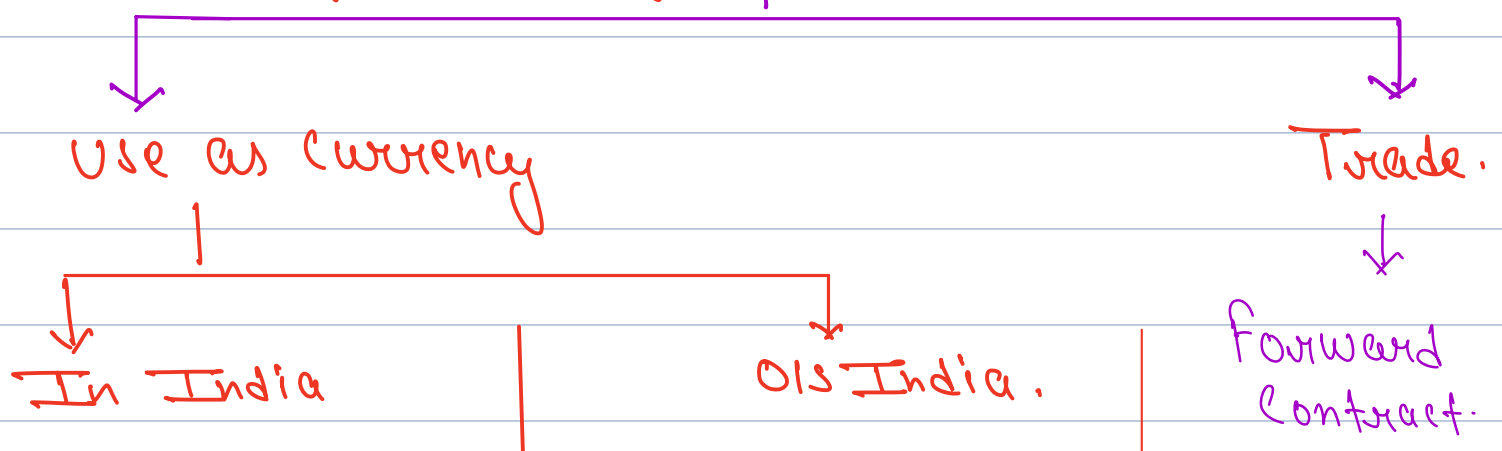 Use as Currency
Trade.
In India
O/s India.
Forward
Contract.